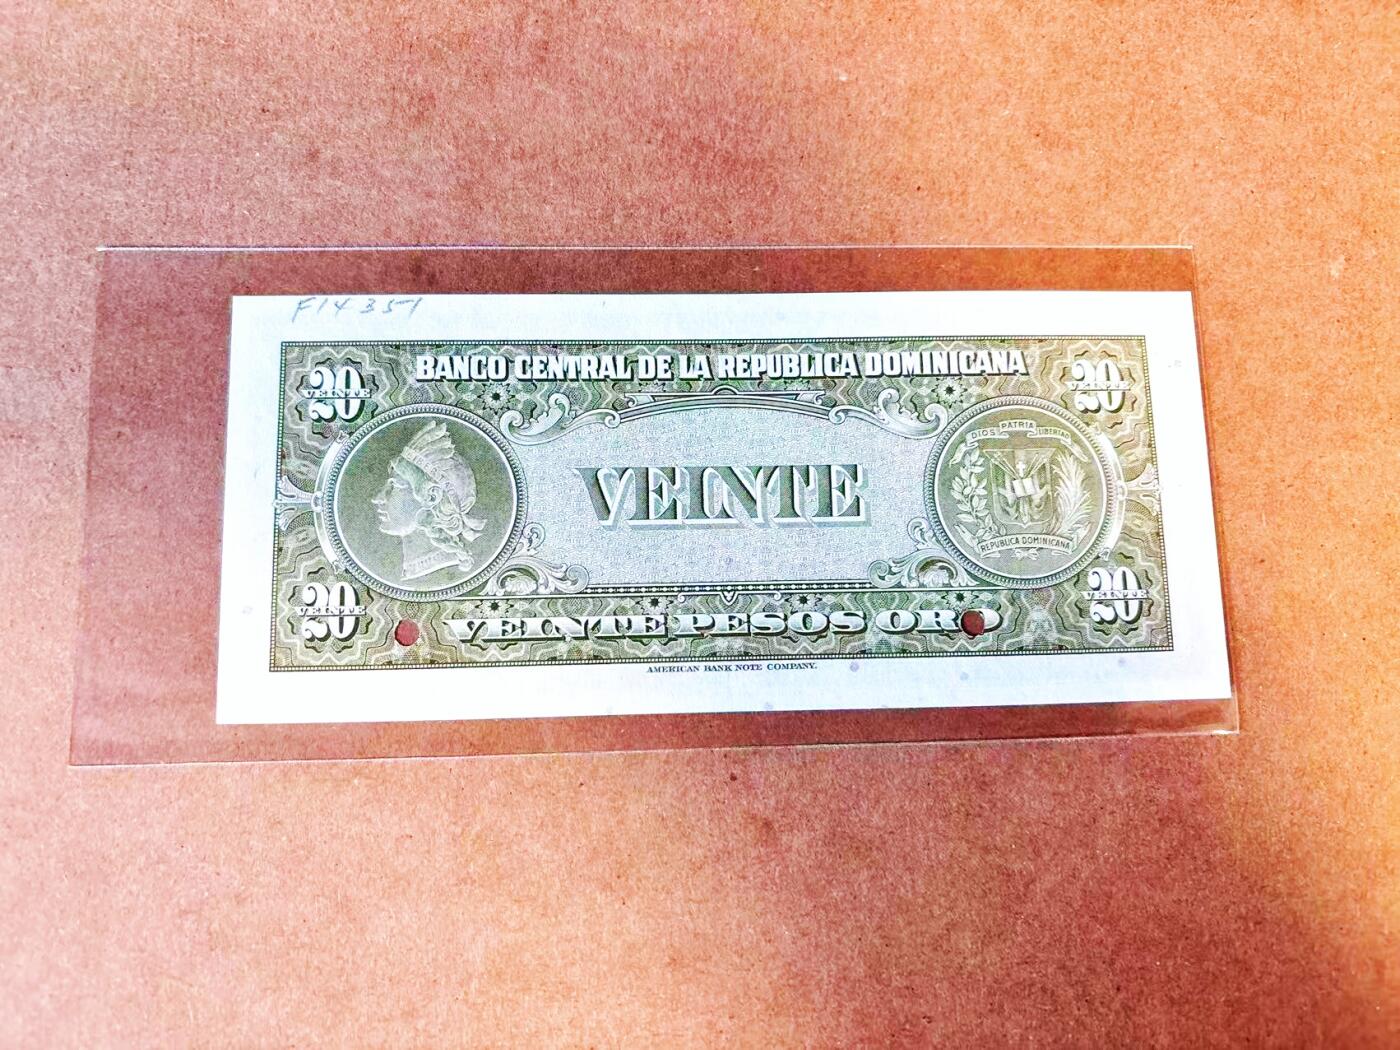 F14351
BANCO CENTRAL DE LA REPUBLICA DOMINICANA
20 VEINTE
20 VEINTE
DIOS PATRIA LIBERTAD
VEINTE
REPUBLICA DOMINICANA
20 VEINTE
20 VEINTE
VEINTE PESOS ORO
AMERICAN BANK NOTE COMPANY.